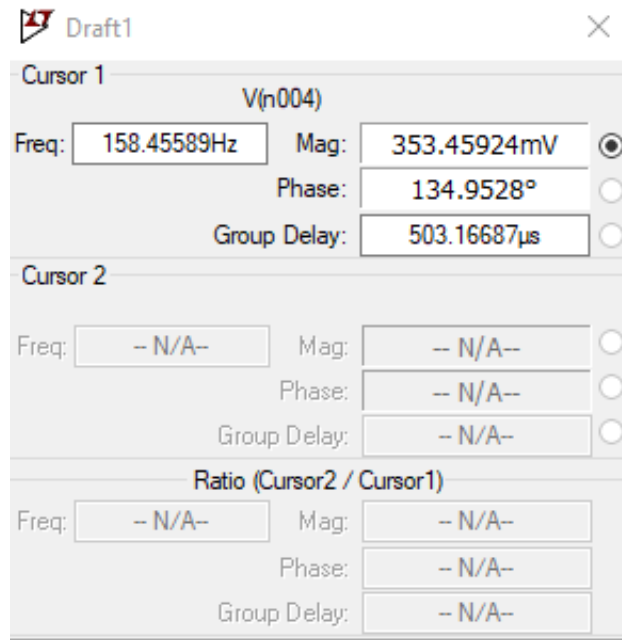 Draft1
Cursor 1
V(n004)
Freq: 158.45589Hz Mag: 353.45924mV
Phase: 134.9528°
Group Delay: 503.16687µs
Cursor 2
Freq: -- N/A-- Mag: -- N/A--
Phase: -- N/A--
Group Delay: -- N/A--
Ratio (Cursor2 / Cursor1)
Freq: -- N/A-- Mag: -- N/A--
Phase: -- N/A--
Group Delay: -- N/A--